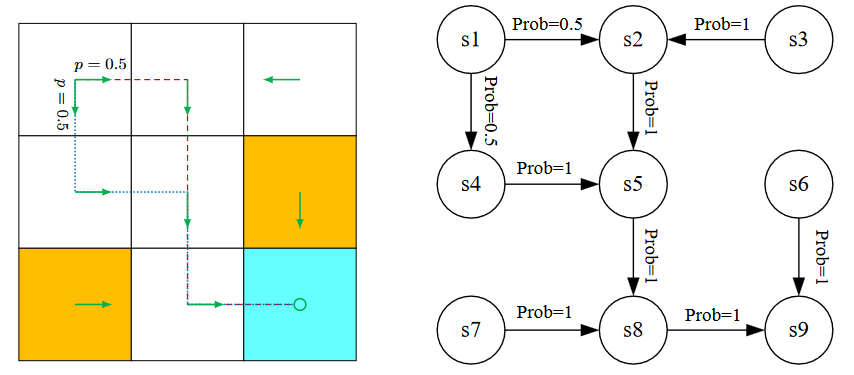 p = 0.5
p = 0.5
s1
Prob=0.5
s2
Prob=1
s3
Prob=0.5
Prob=1
s4
Prob=1
s5
s6
Prob=1
Prob=1
s7
Prob=1
s8
Prob=1
s9